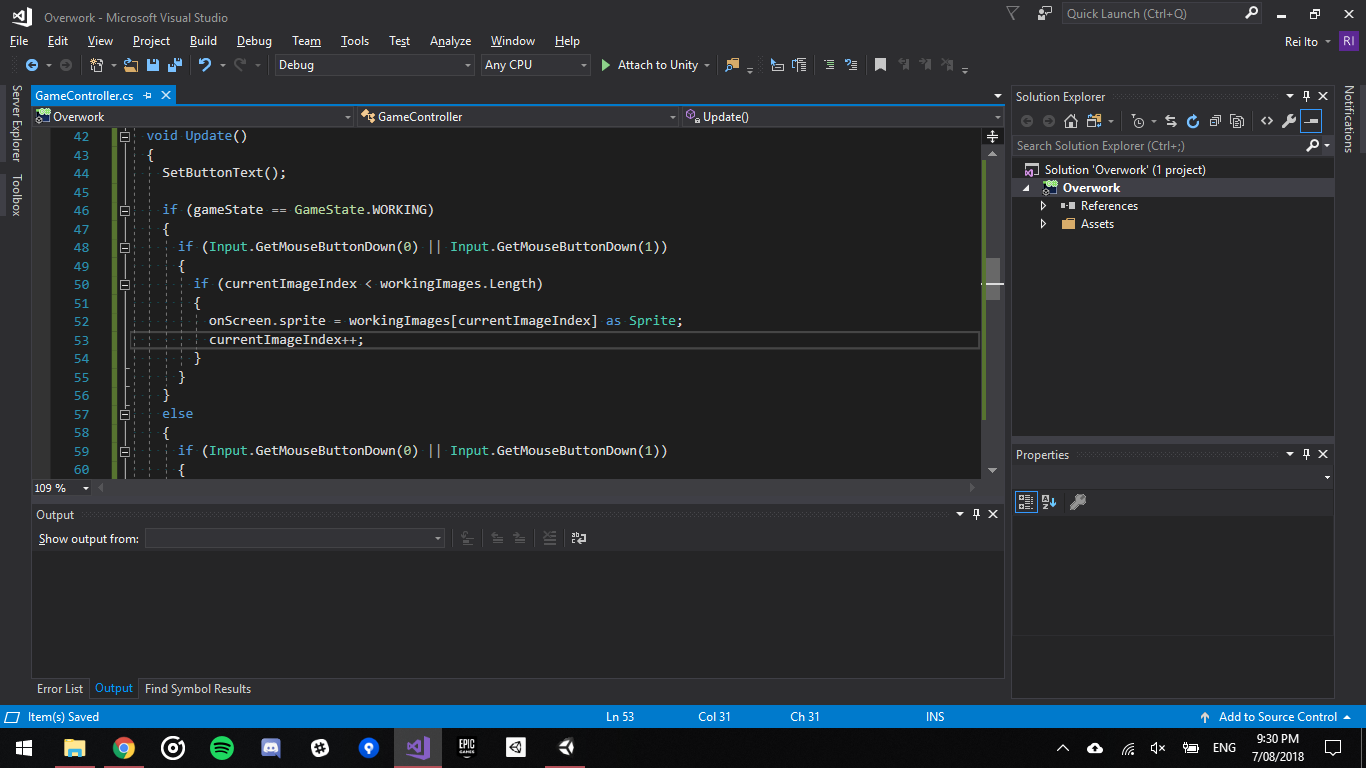 Overwork - Microsoft Visual Studio
Quick Launch (Ctrl+Q)
File Edit View Project Build Debug Team Tools Test Analyze Window Help
Rei Ito RI
Debug Any CPU Attach to Unity
Server Explorer
Toolbox
GameController.cs
Overwork GameController Update()
42 void Update()
43 {
44 SetButtonText();
45
46 if (gameState == GameState.WORKING)
47 {
48 if (Input.GetMouseButtonDown(0) || Input.GetMouseButtonDown(1))
49 {
50 if (currentImageIndex < workingImages.Length)
51 {
52 onScreen.sprite = workingImages[currentImageIndex] as Sprite;
53 currentImageIndex++;
54 }
55 }
56 }
57 else
58 {
59 if (Input.GetMouseButtonDown(0) || Input.GetMouseButtonDown(1))
60 {
109 %
Output
Show output from:
Error List Output Find Symbol Results
Solution Explorer
Search Solution Explorer (Ctrl+;)
Solution 'Overwork' (1 project)
Overwork
References
Assets
Properties
Notifications
Item(s) Saved Ln 53 Col 31 Ch 31 INS Add to Source Control
EPIC
GAMES
ENG
9:30 PM
7/08/2018